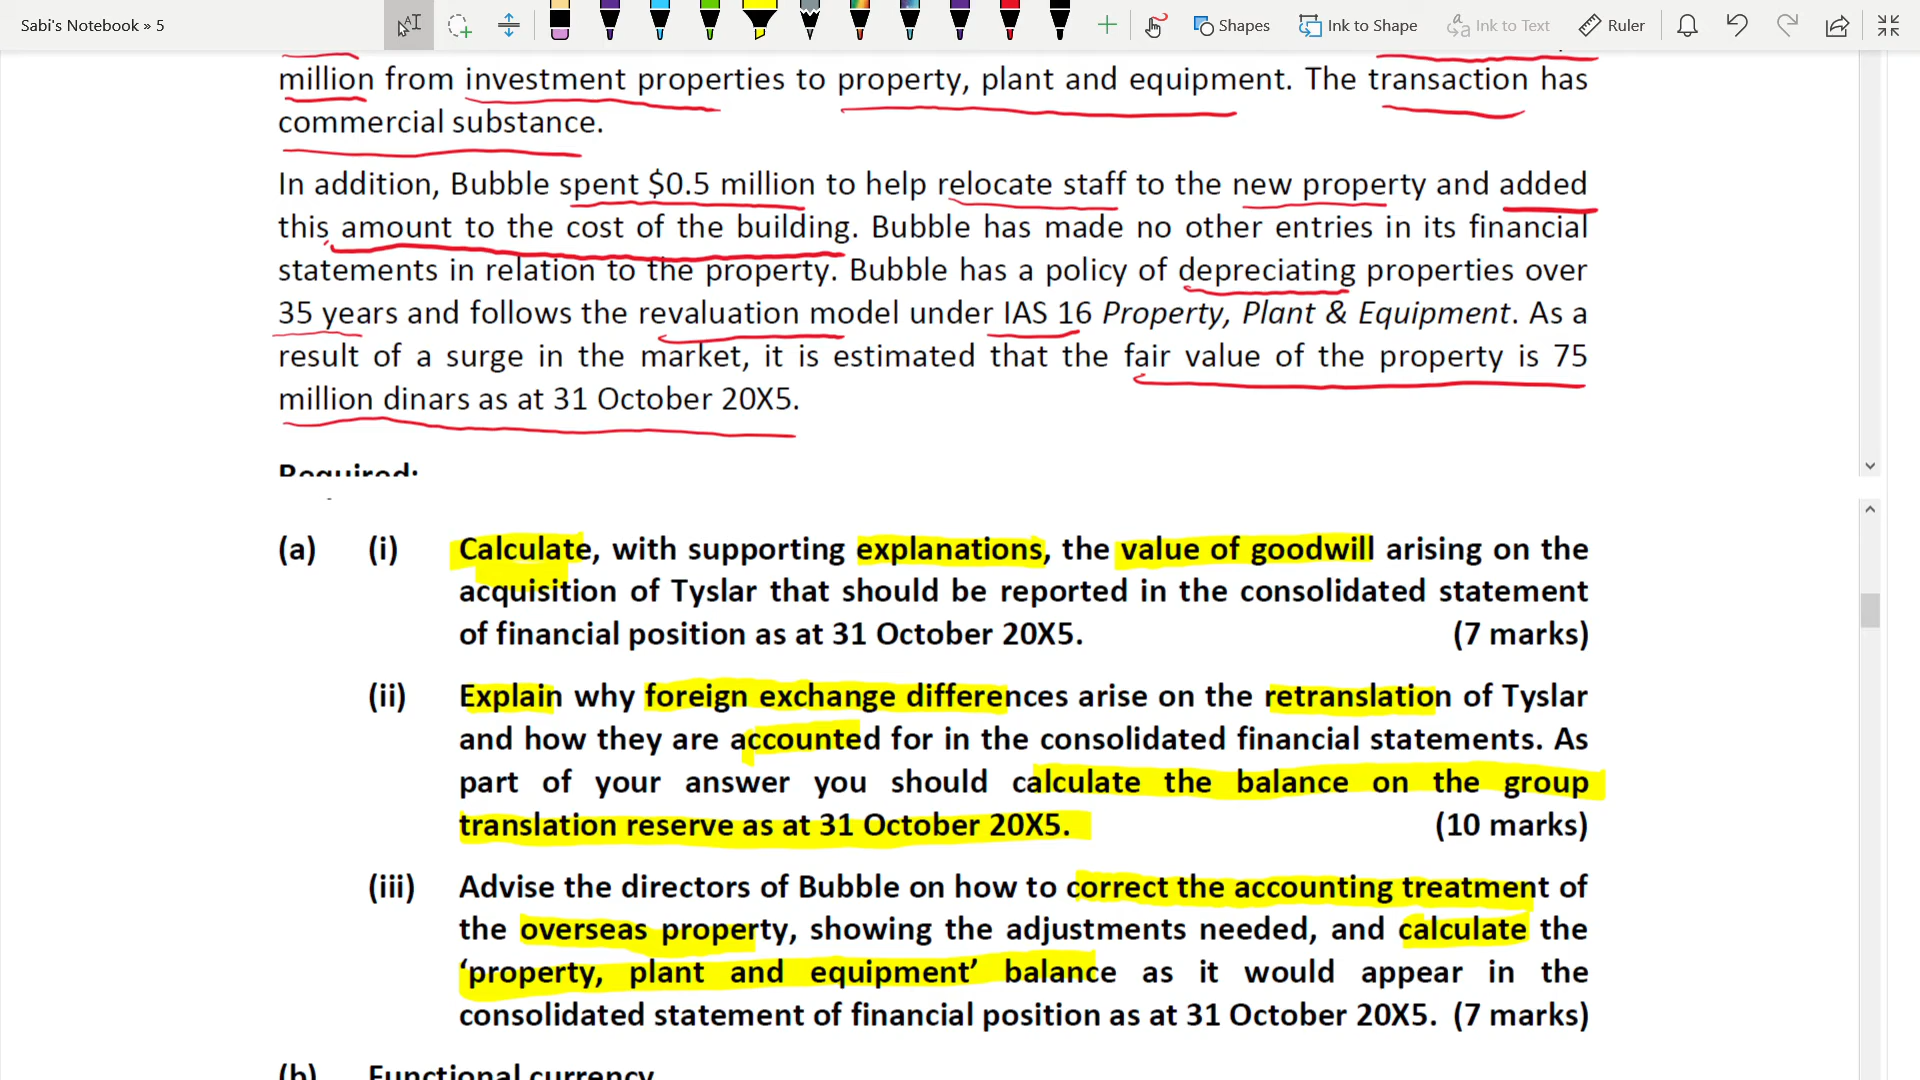 Sabi's Notebook » 5
Shapes
Ink to Shape
Ink to Text
Ruler
million from investment properties to property, plant and equipment. The transaction has
commercial substance.
In addition, Bubble spent $0.5 million to help relocate staff to the new property and added
this amount to the cost of the building. Bubble has made no other entries in its financial
statements in relation to the property. Bubble has a policy of depreciating properties over
35 years and follows the revaluation model under IAS 16 Property, Plant & Equipment. As a
result of a surge in the market, it is estimated that the fair value of the property is 75
million dinars as at 31 October 20X5.
Required:
(a) (i) Calculate, with supporting explanations, the value of goodwill arising on the
acquisition of Tyslar that should be reported in the consolidated statement
of financial position as at 31 October 20X5. (7 marks)
(ii) Explain why foreign exchange differences arise on the retranslation of Tyslar
and how they are accounted for in the consolidated financial statements. As
part of your answer you should calculate the balance on the group
translation reserve as at 31 October 20X5. (10 marks)
(iii) Advise the directors of Bubble on how to correct the accounting treatment of
the overseas property, showing the adjustments needed, and calculate the
‘property, plant and equipment’ balance as it would appear in the
consolidated statement of financial position as at 31 October 20X5. (7 marks)
(b) Functional currency